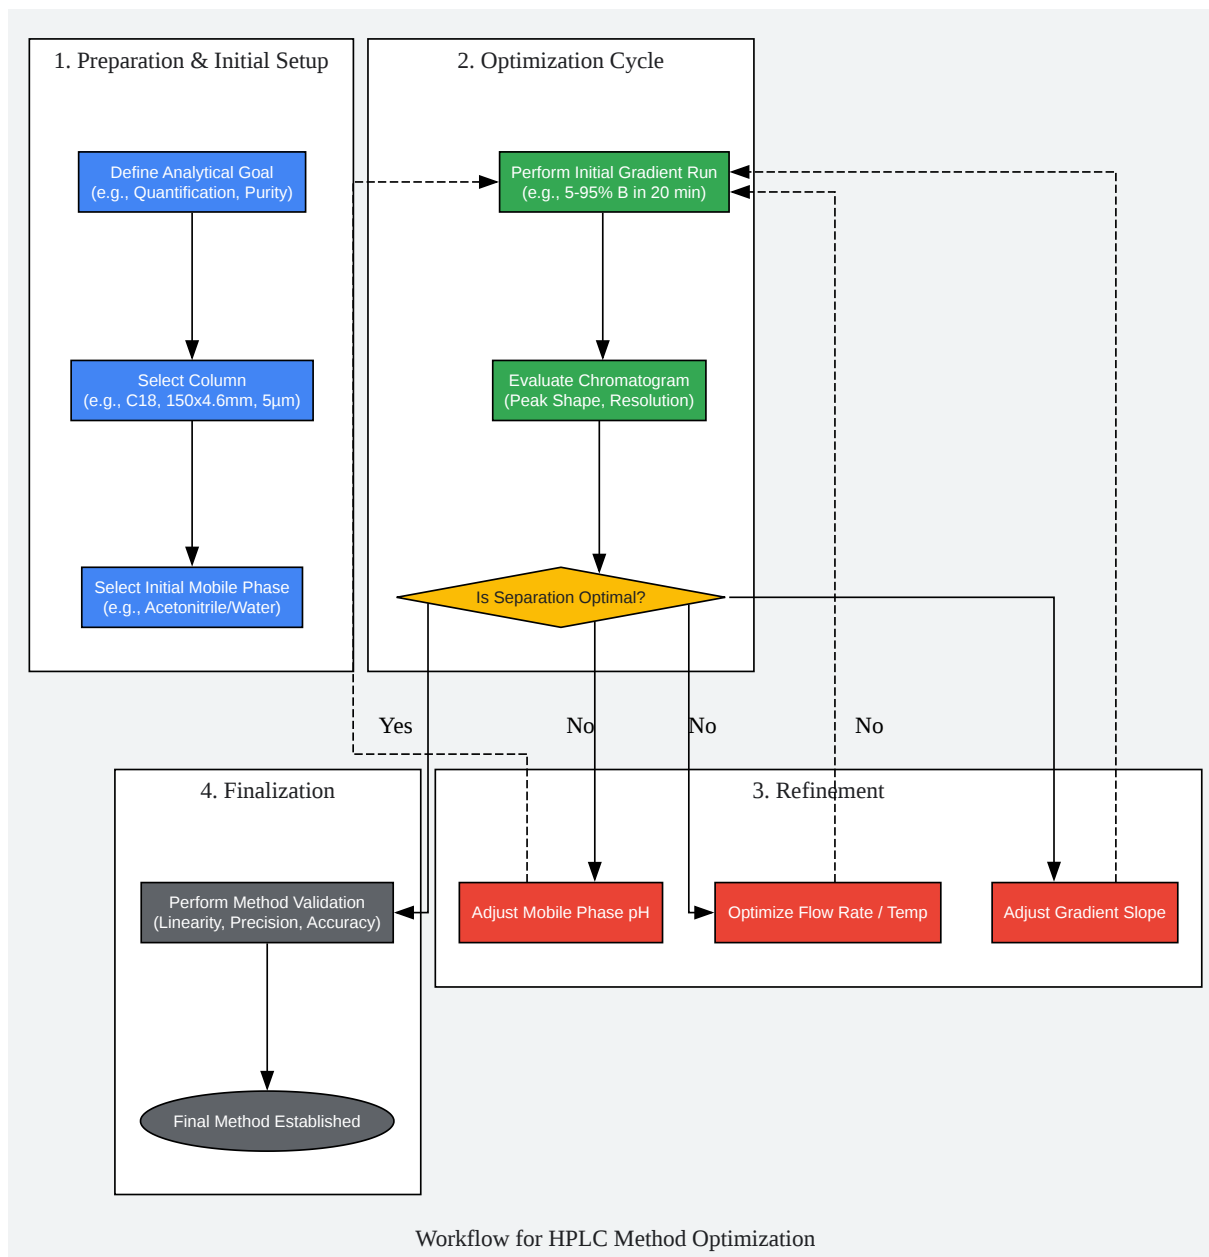 1. Preparation & Initial Setup
Define Analytical Goal
(e.g., Quantification, Purity)
Select Column
(e.g., C18, 150x4.6mm, 5µm)
Select Initial Mobile Phase
(e.g., Acetonitrile/Water)
2. Optimization Cycle
Perform Initial Gradient Run
(e.g., 5-95% B in 20 min)
Evaluate Chromatogram
(Peak Shape, Resolution)
Is Separation Optimal?
Yes
No
No
No
4. Finalization
Perform Method Validation
(Linearity, Precision, Accuracy)
Final Method Established
3. Refinement
Adjust Mobile Phase pH
Optimize Flow Rate / Temp
Adjust Gradient Slope
Workflow for HPLC Method Optimization